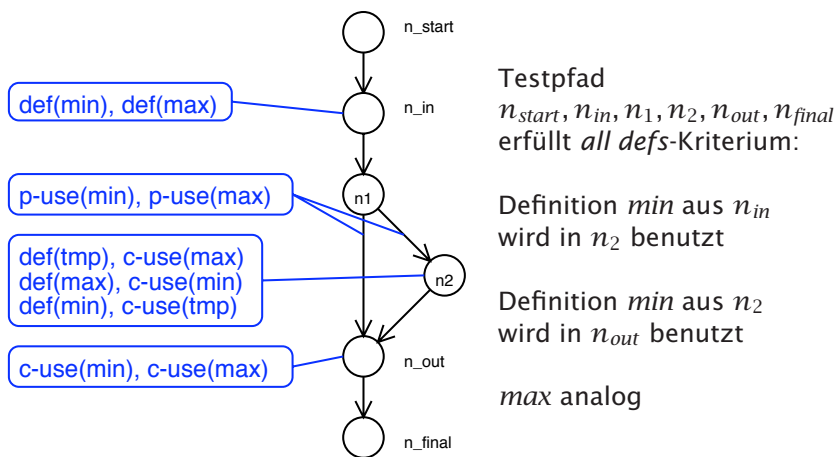 n_start
def(min), def(max)
n_in
p-use(min), p-use(max)
n1
def(tmp), c-use(max)
def(max), c-use(min)
def(min), c-use(tmp)
n2
c-use(min), c-use(max)
n_out
n_final
Testpfad
n_start, n_in, n_1, n_2, n_out, n_final
erfüllt all defs-Kriterium:
Definition min aus n_in
wird in n_2 benutzt
Definition min aus n_2
wird in n_out benutzt
max analog